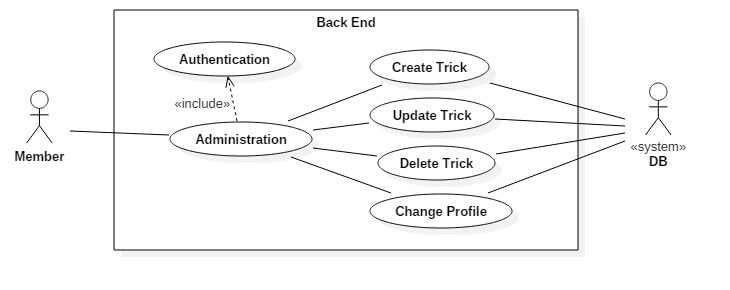 Back End
Authentication
Create Trick
«include»
Update Trick
Administration
Member
Delete Trick
«system»
DB
Change Profile